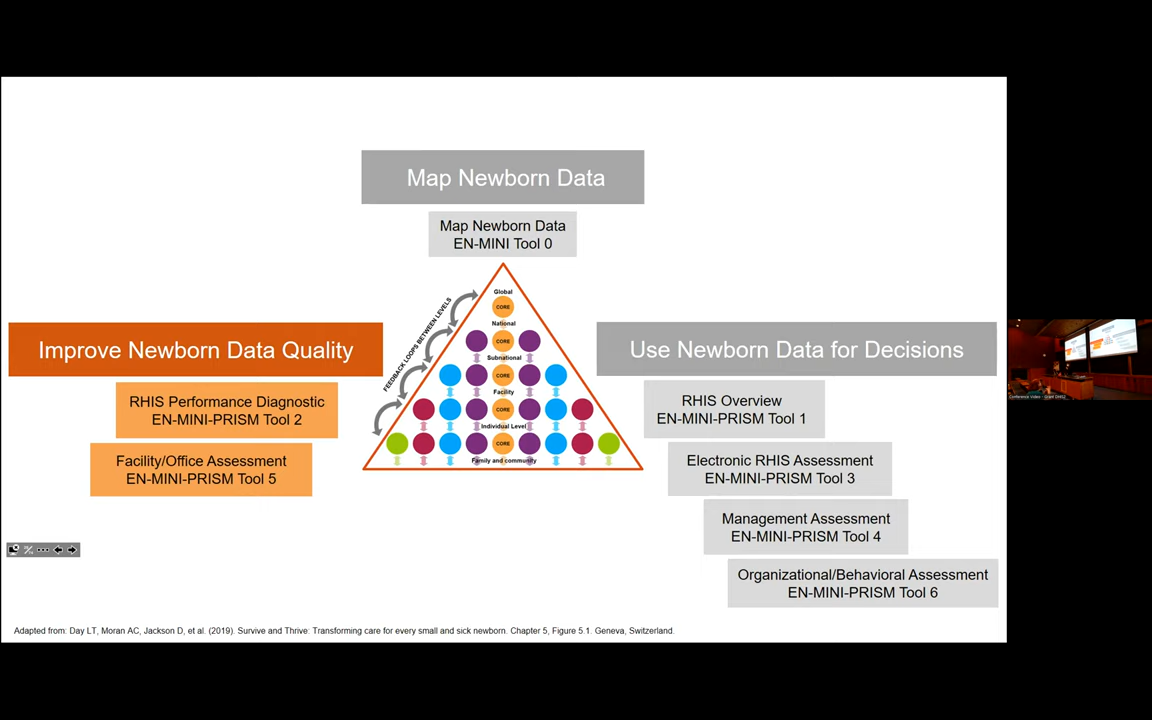 Map Newborn Data
Map Newborn Data
EN-MINI Tool 0
FEEDBACK LOOPS BETWEEN LEVELS
Global
CORE
National
CORE
Subnational
CORE
Facility
CORE
Individual Level
CORE
Family and community
Improve Newborn Data Quality
RHIS Performance Diagnostic
EN-MINI-PRISM Tool 2
Facility/Office Assessment
EN-MINI-PRISM Tool 5
Use Newborn Data for Decisions
RHIS Overview
EN-MINI-PRISM Tool 1
Electronic RHIS Assessment
EN-MINI-PRISM Tool 3
Management Assessment
EN-MINI-PRISM Tool 4
Organizational/Behavioral Assessment
EN-MINI-PRISM Tool 6
Adapted from: Day LT, Moran AC, Jackson D, et al. (2019). Survive and Thrive: Transforming care for every small and sick newborn. Chapter 5, Figure 5.1. Geneva, Switzerland.